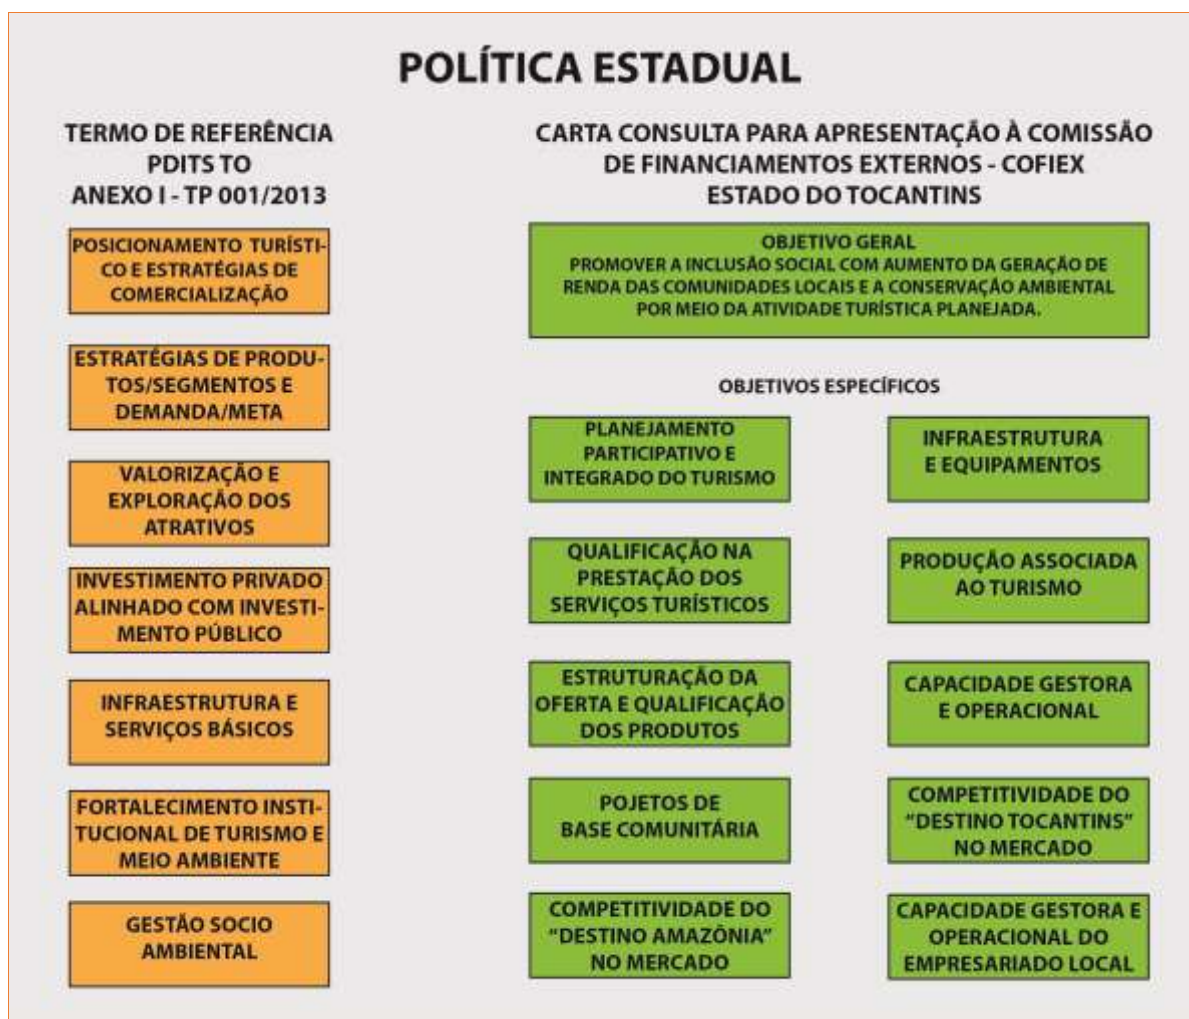 POLÍTICA ESTADUAL
TERMO DE REFERÊNCIA
PDITS TO
ANEXO I - TP 001/2013
POSICIONAMENTO TURÍSTI-
CO E ESTRATÉGIAS DE
COMERCIALIZAÇÃO
ESTRATÉGIAS DE PRODU-
TOS/SEGMENTOS E
DEMANDA/META
VALORIZAÇÃO E
EXPLORAÇÃO DOS
ATRATIVOS
INVESTIMENTO PRIVADO
ALINHADO COM INVESTI-
MENTO PÚBLICO
INFRAESTRUTURA E
SERVIÇOS BÁSICOS
FORTALECIMENTO INSTI-
TUCIONAL DE TURISMO E
MEIO AMBIENTE
GESTÃO SOCIO
AMBIENTAL
CARTA CONSULTA PARA APRESENTAÇÃO À COMISSÃO
DE FINANCIAMENTOS EXTERNOS - COFIEX
ESTADO DO TOCANTINS
OBJETIVO GERAL
PROMOVER A INCLUSÃO SOCIAL COM AUMENTO DA GERAÇÃO DE
RENDA DAS COMUNIDADES LOCAIS E A CONSERVAÇÃO AMBIENTAL
POR MEIO DA ATIVIDADE TURÍSTICA PLANEJADA.
OBJETIVOS ESPECÍFICOS
PLANEJAMENTO
PARTICIPATIVO E
INTEGRADO DO TURISMO
INFRAESTRUTURA
E EQUIPAMENTOS
QUALIFICAÇÃO NA
PRESTAÇÃO DOS
SERVIÇOS TURÍSTICOS
PRODUÇÃO ASSOCIADA
AO TURISMO
ESTRUTURAÇÃO DA
OFERTA E QUALIFICAÇÃO
DOS PRODUTOS
CAPACIDADE GESTORA
E OPERACIONAL
POJETOS DE
BASE COMUNITÁRIA
COMPETITIVIDADE DO
"DESTINO TOCANTINS"
NO MERCADO
COMPETITIVIDADE DO
"DESTINO AMAZÔNIA"
NO MERCADO
CAPACIDADE GESTORA E
OPERACIONAL DO
EMPRESARIADO LOCAL